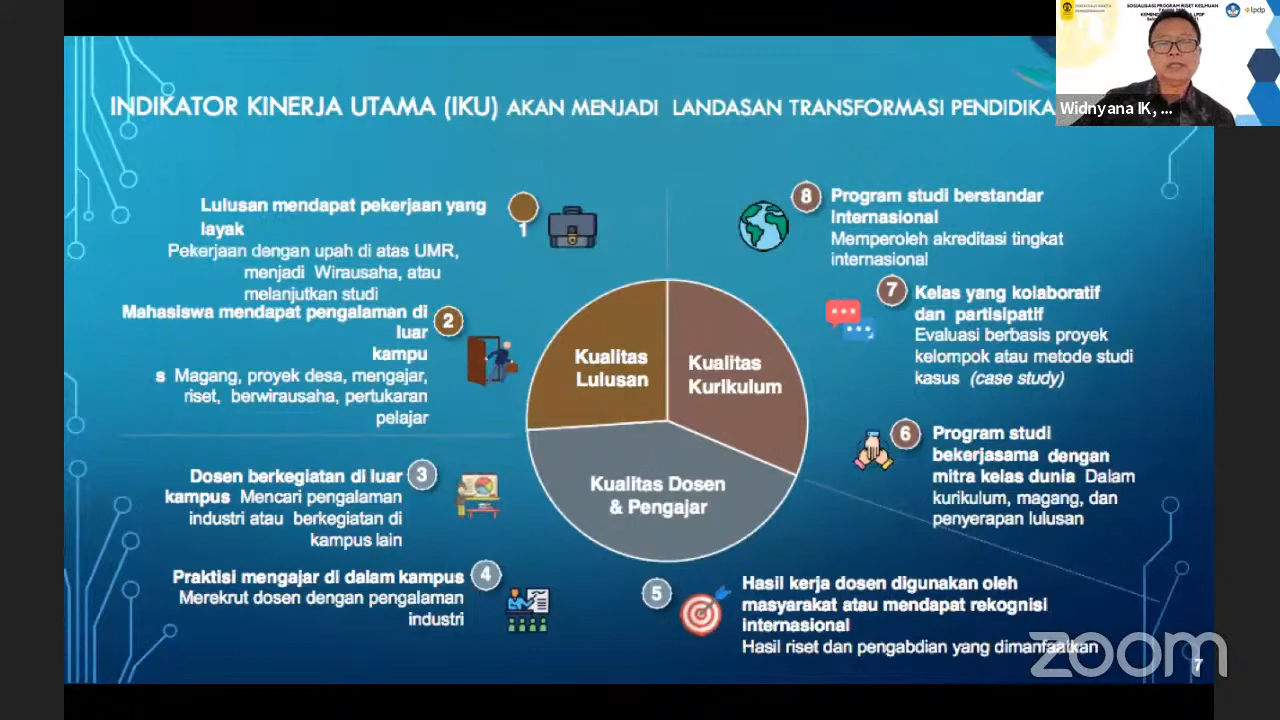 INDIKATOR KINERJA UTAMA (IKU) AKAN MENJADI LANDASAN TRANSFORMASI PENDIDIKA
SOSIALISASI PROGRAM RISET KEILMUAN
lpdp
Widnyana IK, ...
1
Lulusan mendapat pekerjaan yang
layak
Pekerjaan dengan upah di atas UMR,
menjadi Wirausaha, atau
melanjutkan studi
2
Mahasiswa mendapat pengalaman di
luar
kampu
s Magang, proyek desa, mengajar,
riset, berwirausaha, pertukaran
pelajar
3
Dosen berkegiatan di luar
kampus Mencari pengalaman
industri atau berkegiatan di
kampus lain
4
Praktisi mengajar di dalam kampus
Merekrut dosen dengan pengalaman
industri
Kualitas
Lulusan
Kualitas
Kurikulum
Kualitas Dosen
& Pengajar
8
Program studi berstandar
Internasional
Memperoleh akreditasi tingkat
internasional
7
Kelas yang kolaboratif
dan partisipatif
Evaluasi berbasis proyek
kelompok atau metode studi
kasus (case study)
6
Program studi
bekerjasama dengan
mitra kelas dunia Dalam
kurikulum, magang, dan
penyerapan lulusan
5
Hasil kerja dosen digunakan oleh
masyarakat atau mendapat rekognisi
internasional
Hasil riset dan pengabdian yang dimanfaatkan
zoom
7